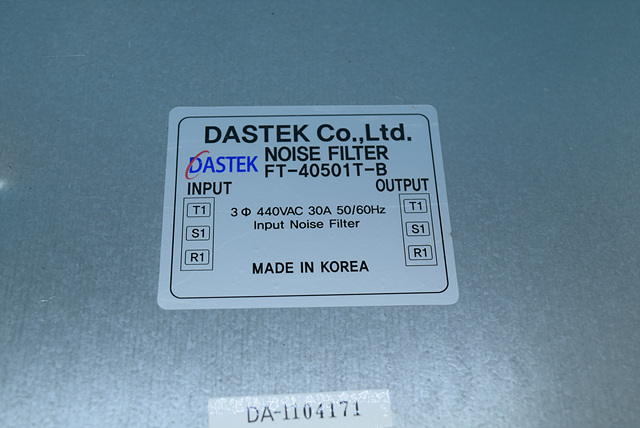 DASTEK Co.,Ltd.
DASTEK NOISE FILTER
FT-40501T-B
INPUT OUTPUT
T1 3 Φ 440VAC 30A 50/60Hz T1
Input Noise Filter
S1 S1
R1 R1
MADE IN KOREA
DA-1104171